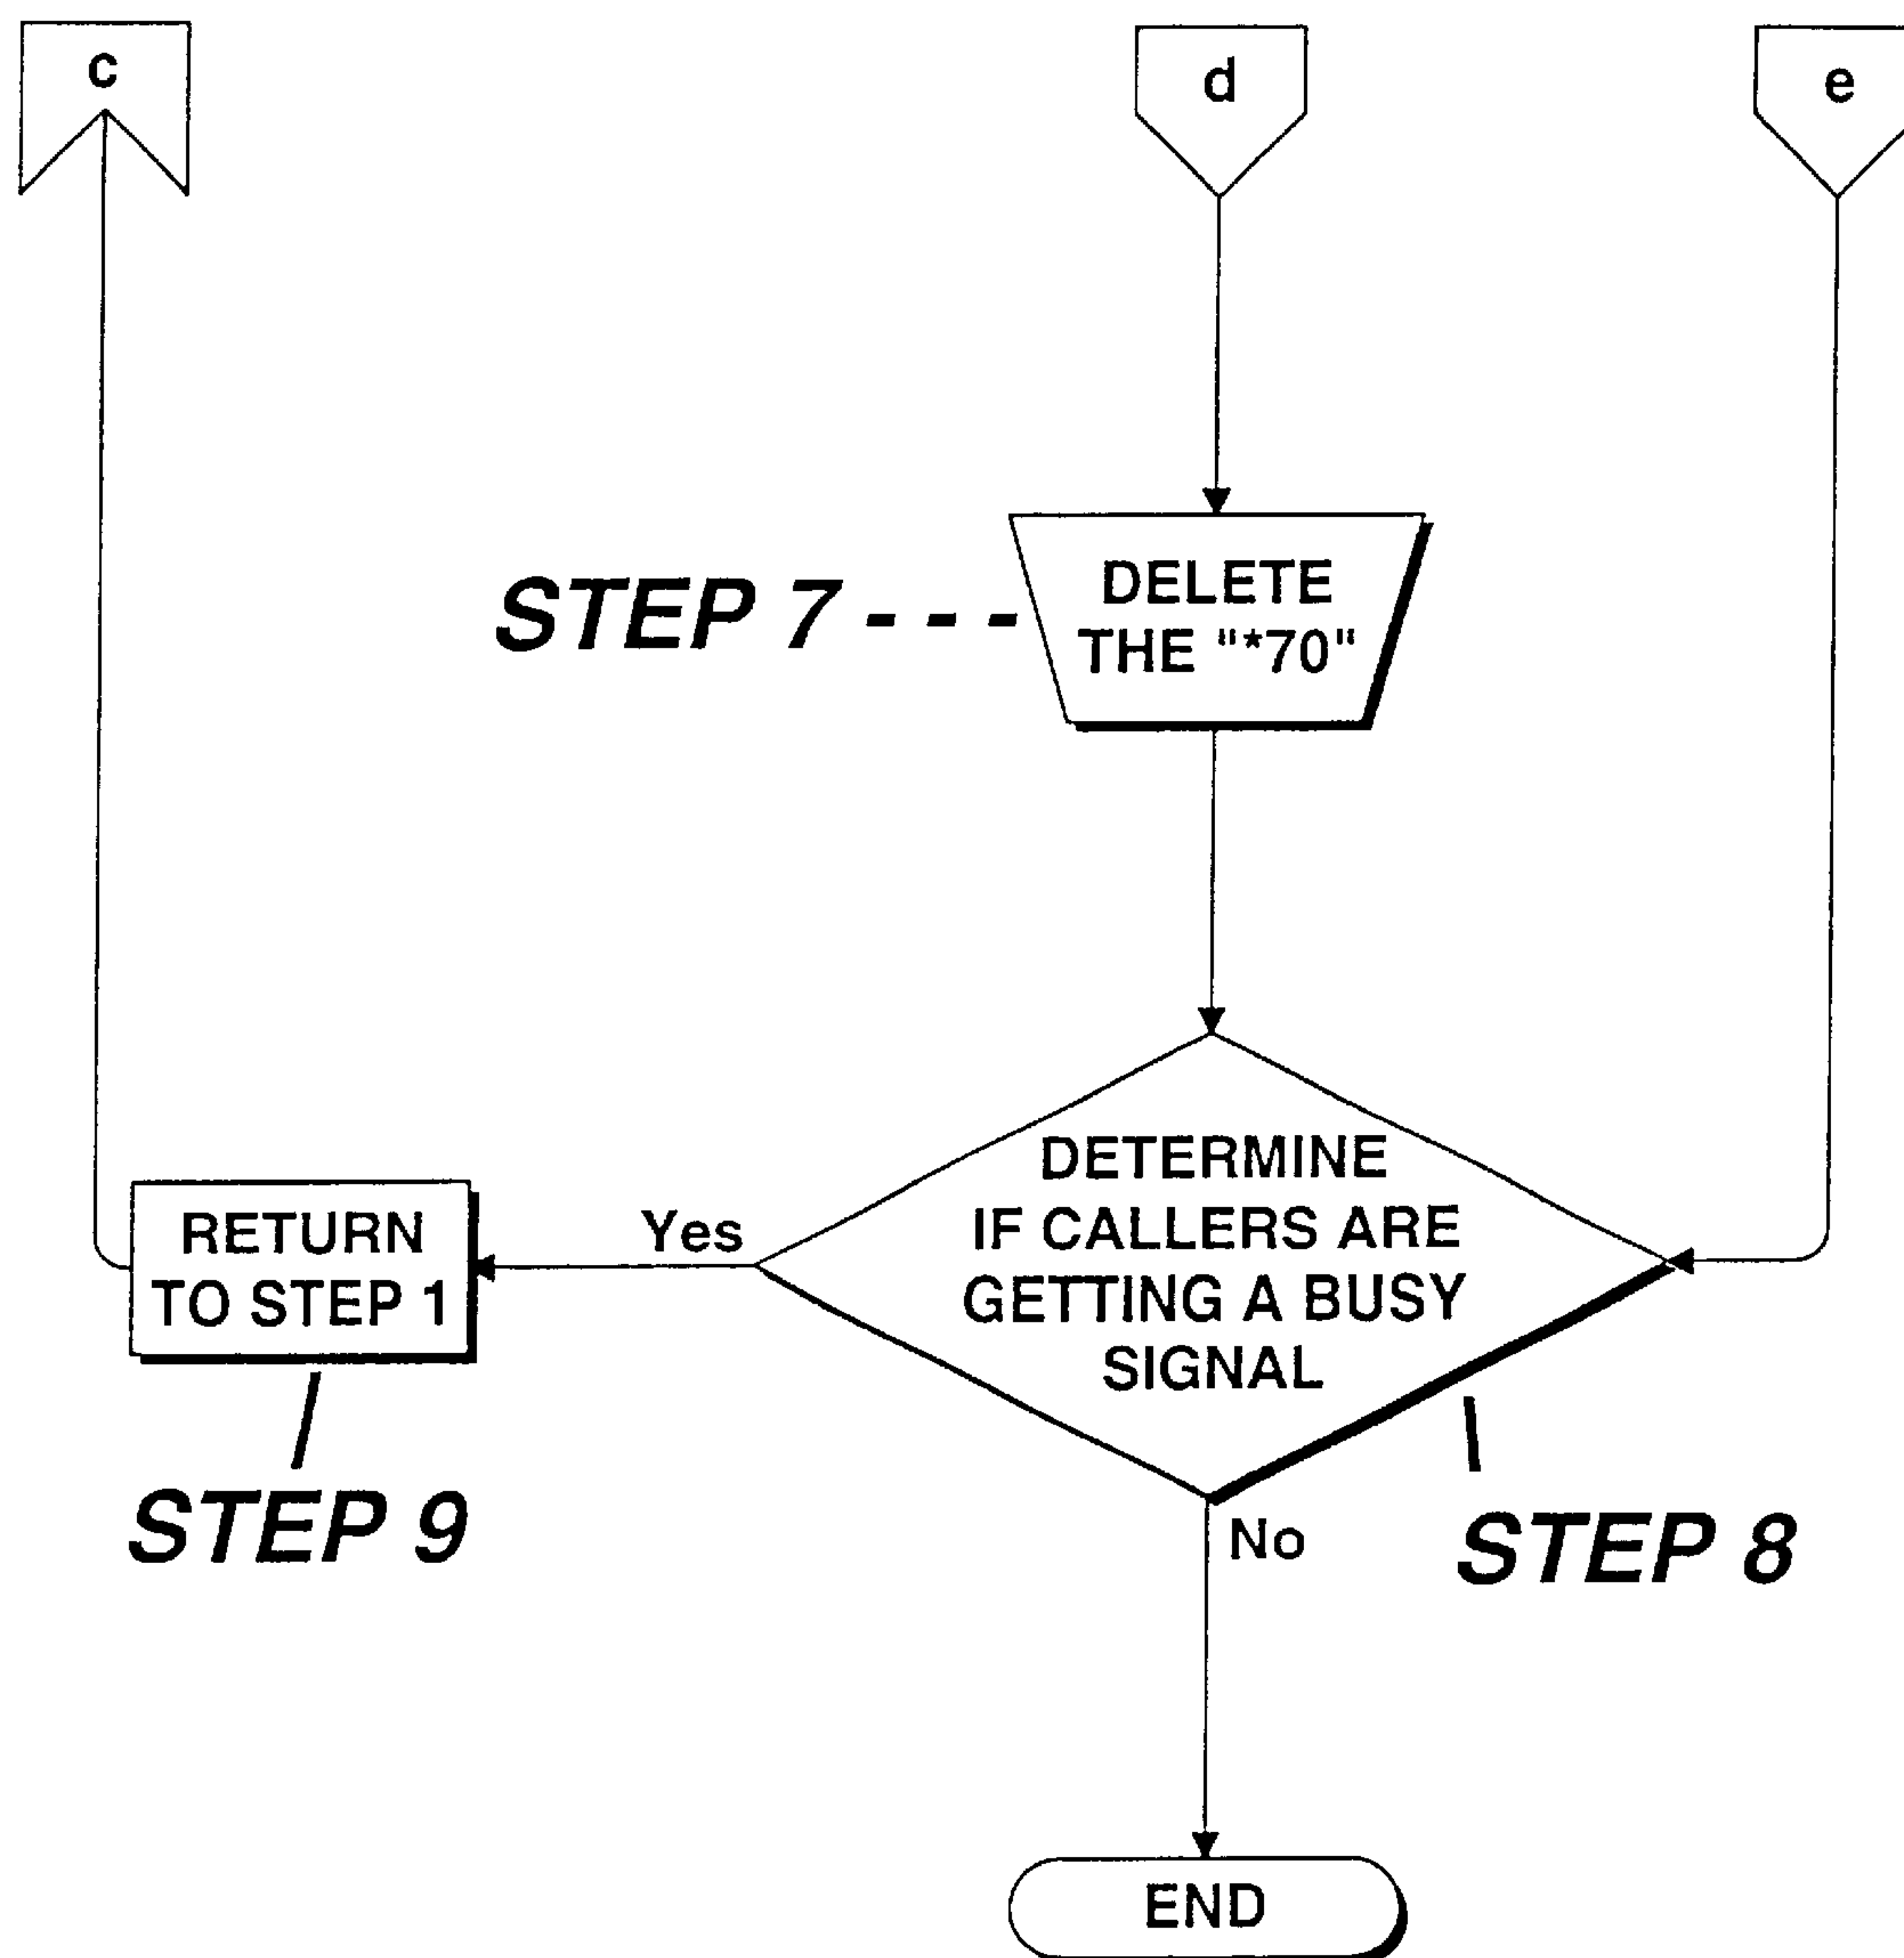 c
d
e
STEP 7
DELETE
THE "*70"
DETERMINE
IF CALLERS ARE
GETTING A BUSY
SIGNAL
Yes
RETURN
TO STEP 1
STEP 9
No
STEP 8
END